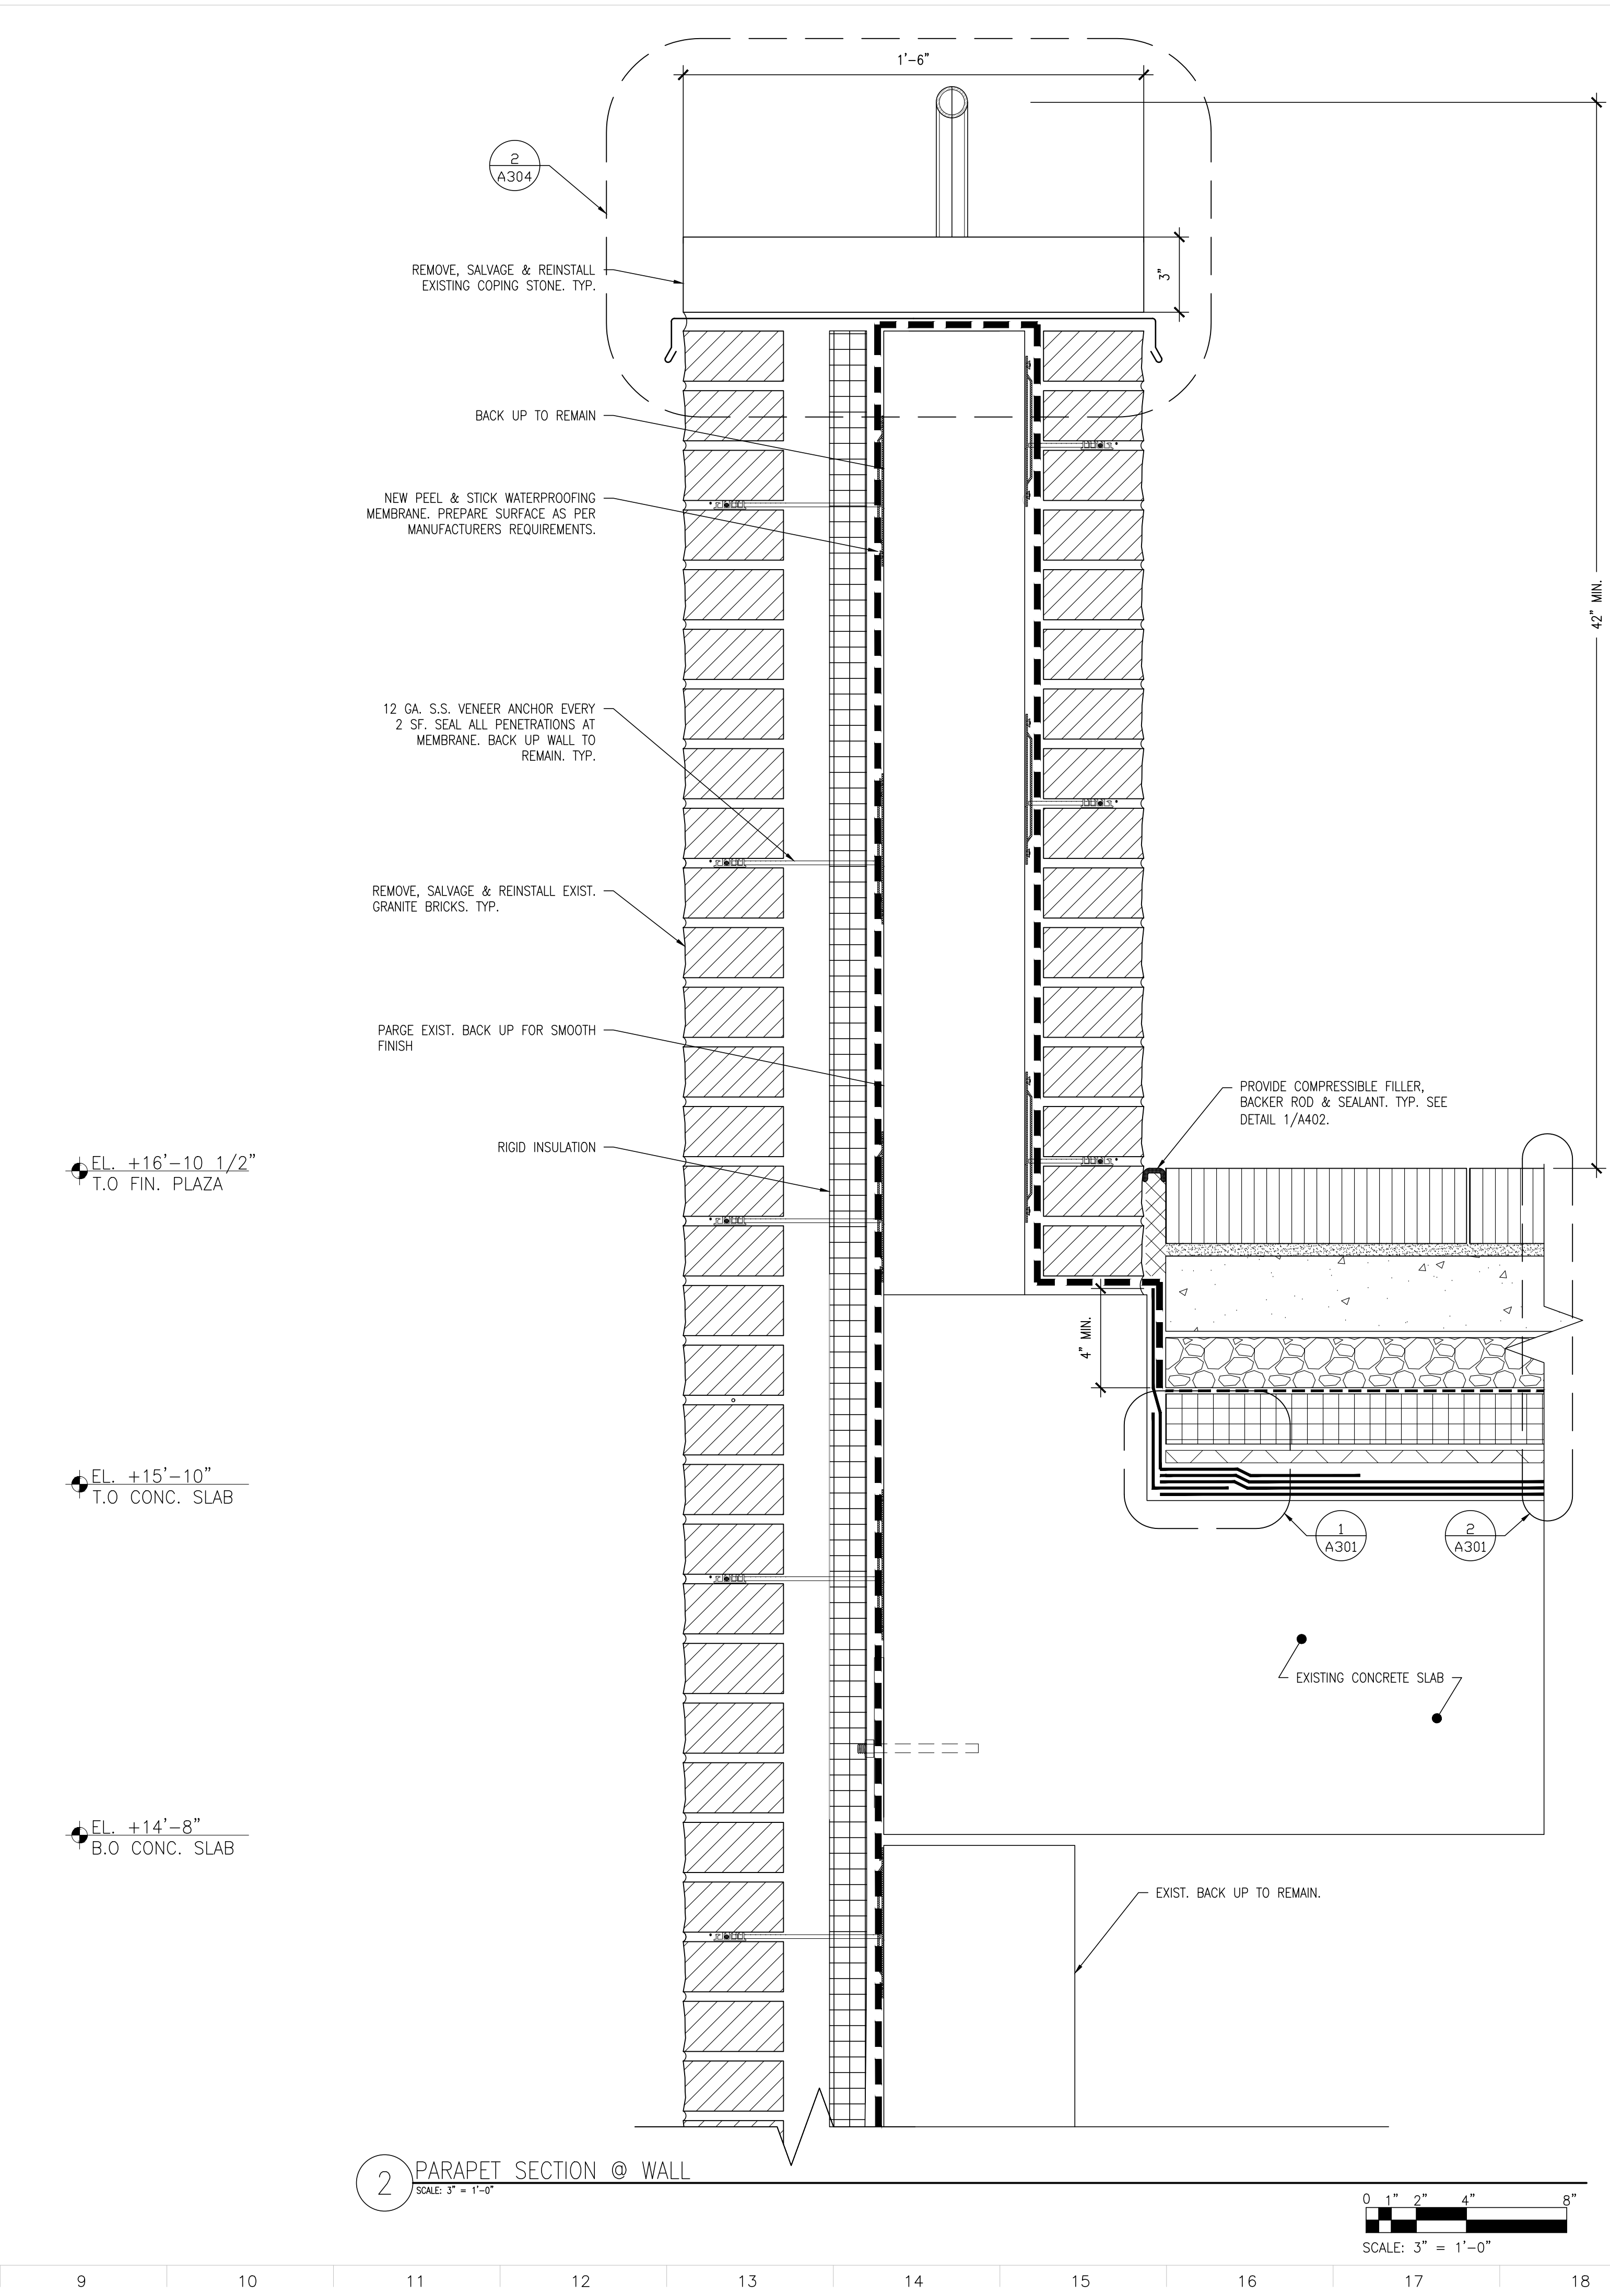 1'-6"
2
A304
REMOVE, SALVAGE & REINSTALL
EXISTING COPING STONE. TYP.
3"
BACK UP TO REMAIN
NEW PEEL & STICK WATERPROOFING
MEMBRANE. PREPARE SURFACE AS PER
MANUFACTURERS REQUIREMENTS.
42" MIN.
12 GA. S.S. VENEER ANCHOR EVERY
2 SF. SEAL ALL PENETRATIONS AT
MEMBRANE. BACK UP WALL TO
REMAIN. TYP.
REMOVE, SALVAGE & REINSTALL EXIST.
GRANITE BRICKS. TYP.
PARGE EXIST. BACK UP FOR SMOOTH
FINISH
PROVIDE COMPRESSIBLE FILLER,
BACKER ROD & SEALANT. TYP. SEE
DETAIL 1/A402.
RIGID INSULATION
EL. +16'-10 1/2"
T.O FIN. PLAZA
4" MIN.
EL. +15'-10"
T.O CONC. SLAB
1
A301
2
A301
EXISTING CONCRETE SLAB
EL. +14'-8"
B.O CONC. SLAB
EXIST. BACK UP TO REMAIN.
2
PARAPET SECTION @ WALL
SCALE: 3" = 1'-0"
0 1" 2" 4" 8"
SCALE: 3" = 1'-0"
9 10 11 12 13 14 15 16 17 18